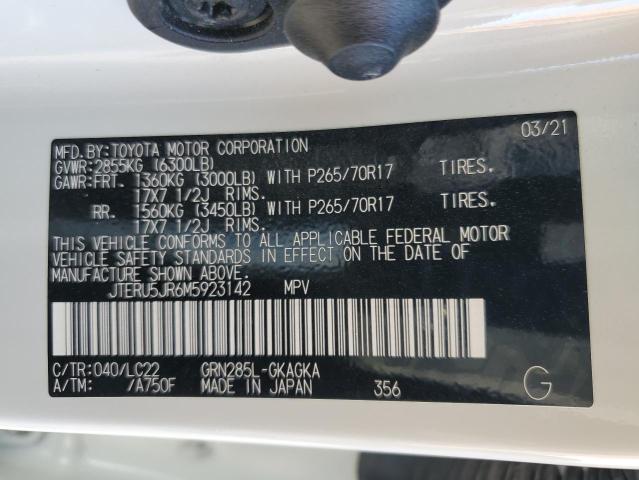 03/21
MFD.BY:TOYOTA MOTOR CORPORATION
GVWR:2855KG (6300LB)
GAWR:FRT. 1360KG (3000LB) WITH P265/70R17 TIRES.
17X7 1/2J RIMS.
RR. 1560KG (3450LB) WITH P265/70R17 TIRES.
17X7 1/2J RIMS.
THIS VEHICLE CONFORMS TO ALL APPLICABLE FEDERAL MOTOR
VEHICLE SAFETY STANDARDS IN EFFECT ON THE DATE OF
MANUFACTURE SHOWN ABOVE.
JTERU5JR6M5923142 MPV
C/TR:040/LC22 GRN285L-GKAGKA
A/TM: /A750F MADE IN JAPAN 356
G